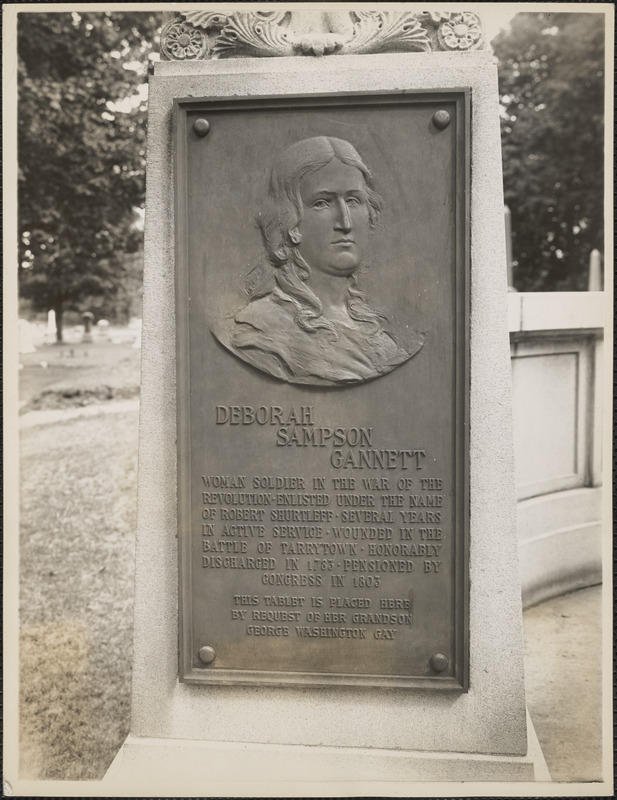 DEBORAH
SAMPSON
GANNETT
WOMAN SOLDIER IN THE WAR OF THE
REVOLUTION·ENLISTED UNDER THE NAME
OF ROBERT SHURTLEFF·SEVERAL YEARS
IN ACTIVE SERVICE·WOUNDED IN THE
BATTLE OF TARRYTOWN·HONORABLY
DISCHARGED IN 1783·PENSIONED BY
CONGRESS IN 1803
THIS TABLET IS PLACED HERE
BY REQUEST OF HER GRANDSON
GEORGE WASHINGTON GAY